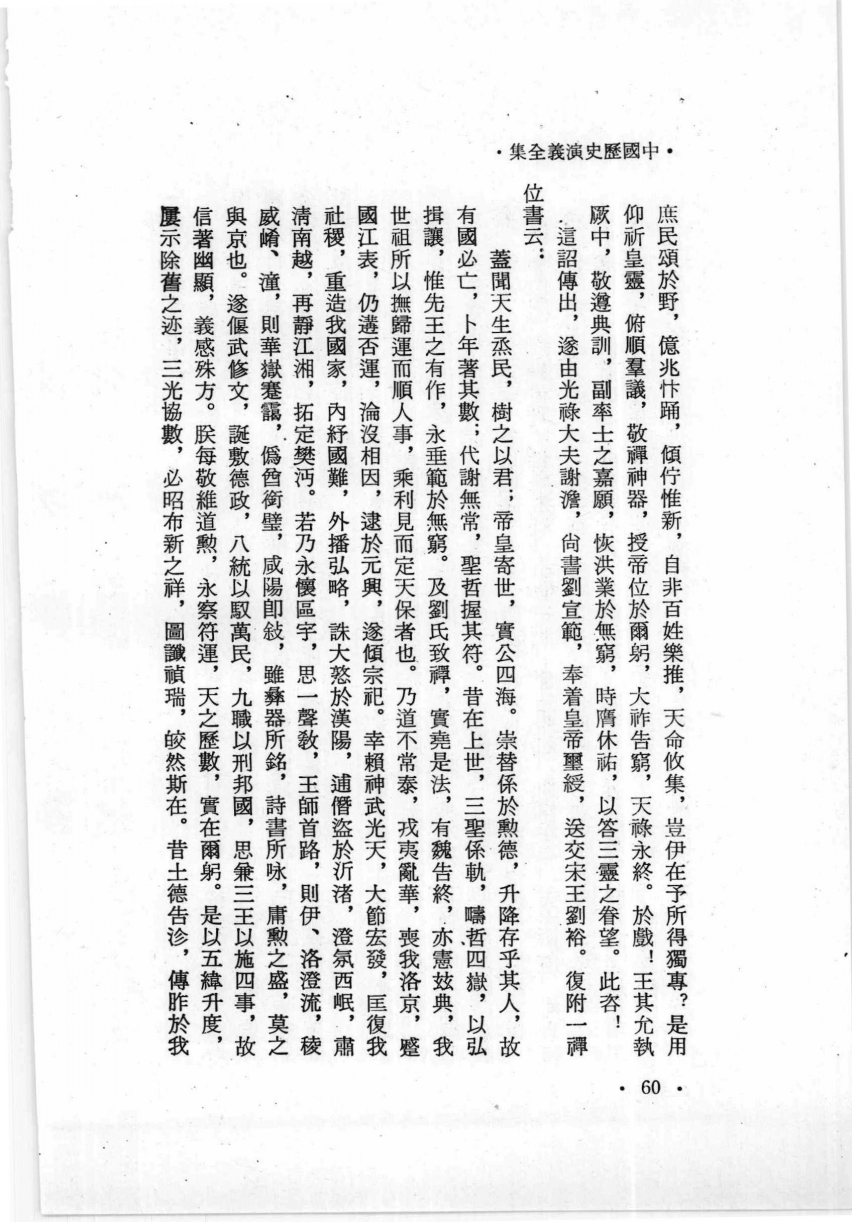 ・中國歷史演義全集・
庶民頌於野，億兆忭踊，傾佇惟新，自非百姓樂推，天命攸集，豈伊在予所得獨專？是用
仰祈皇靈，俯順羣議，敬禪神器，授帝位於爾躬，大祚告窮，天祿永終。於戲！王其允執
厥中，敬遵典訓，副率士之嘉願，恢洪業於無窮，時膺休祐，以答三靈之眷望。此咨！
這詔傳出，遂由光祿大夫謝澹，尙書劉宣範，奉着皇帝璽綬，送交宋王劉裕。復附一禪
位書云：
蓋聞天生烝民，樹之以君；帝皇寄世，實公四海。崇替係於勳德，升降存乎其人，故
有國必亡，卜年著其數；代謝無常，聖哲握其符。昔在上世，三聖係軌，疇哲四嶽，以弘
揖讓，惟先王之有作，永垂範於無窮。及劉氏致禪，實堯是法，有魏告終，亦憲玆典，我
世祖所以撫歸運而順人事，乘利見而定天保者也。乃道不常泰，戎夷亂華，喪我洛京，蹙
國江表，仍遘否運，淪沒相因，逮於元興，遂傾宗祀。幸賴神武光天，大節宏發，匡復我
社稷，重造我國家，內紓國難，外播弘略，誅大憝於漢陽，逋僭盜於沂渚，澄氛西岷，肅
淸南越，再靜江湘，拓定樊沔。若乃永懷區宇，思一聲敎，王師首路，則伊、洛澄流，稜
威崤、潼，則華嶽褰靄，僞酋銜璧，咸陽卽敍，雖彝器所銘，詩書所咏，庸勳之盛，莫之
與京也。遂偃武修文，誕敷德政，八統以馭萬民，九職以刑邦國，思兼三王以施四事，故
信著幽顯，義感殊方。朕每敬維道勳，永察符運，天之歷數，實在爾躬。是以五緯升度，
屢示除舊之迹，三光協數，必昭布新之祥，圖讖禎瑞，皎然斯在。昔土德告沴，傳昨於我
・60・